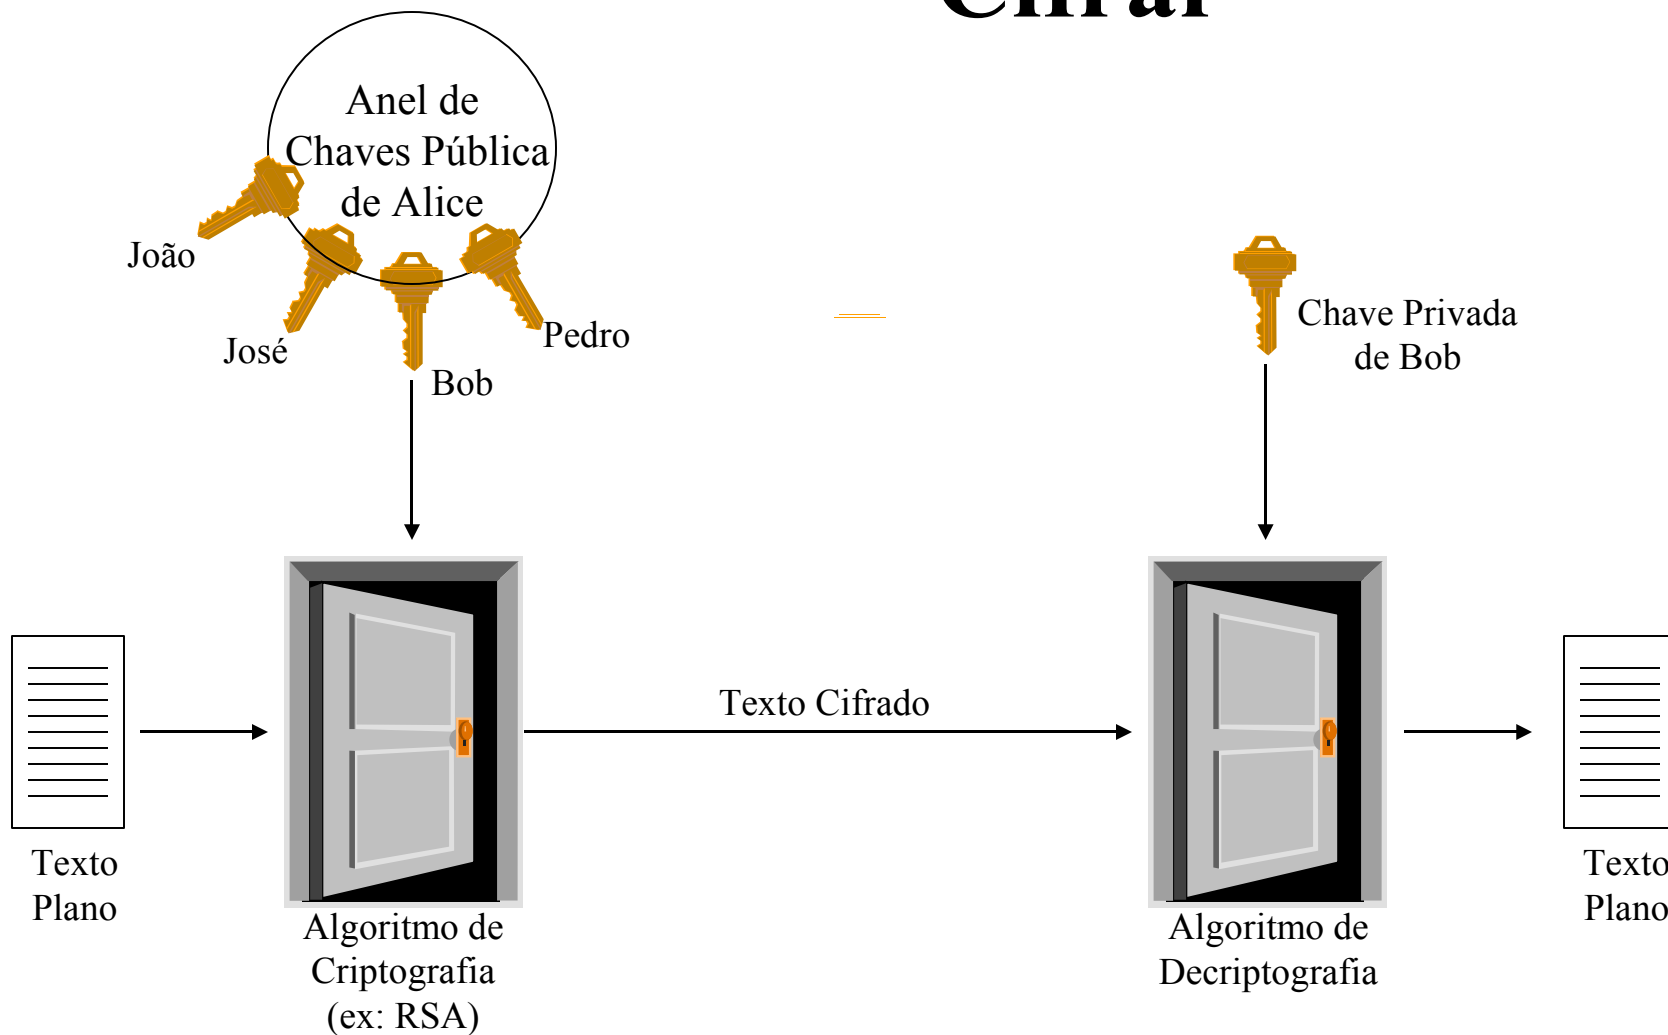 Cifrar
Anel de
Chaves Pública
de Alice
João
José
Bob
Pedro
Chave Privada
de Bob
Texto Cifrado
Texto
Plano
Algoritmo de
Criptografia
(ex: RSA)
Algoritmo de
Decriptografia
Texto
Plano